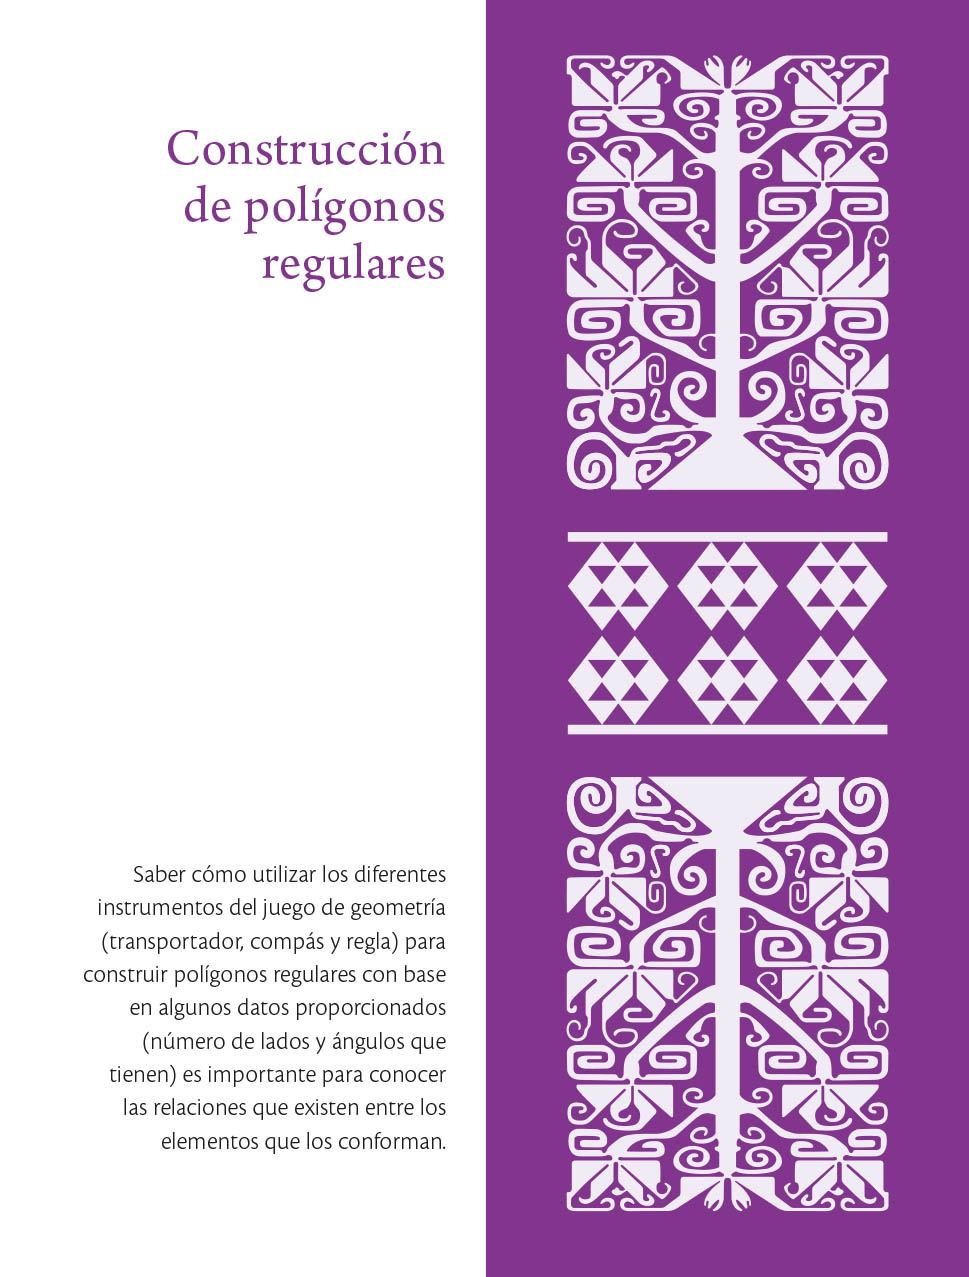 Construcción
de polígonos
regulares
Saber cómo utilizar los diferentes
instrumentos del juego de geometría
(transportador, compás y regla) para
construir polígonos regulares con base
en algunos datos proporcionados
(número de lados y ángulos que
tienen) es importante para conocer
las relaciones que existen entre los
elementos que los conforman.